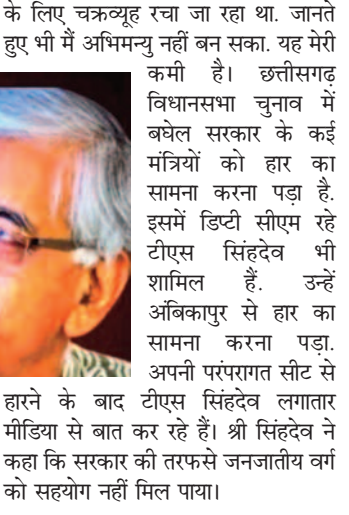 के लिए चक्रव्यूह रचा जा रहा था. जानते
हुए भी मैं अभिमन्यु नहीं बन सका. यह मेरी
कमी है। छत्तीसगढ़
विधानसभा चुनाव में
बघेल सरकार के कई
मंत्रियों को हार का
सामना करना पड़ा है.
इसमें डिप्टी सीएम रहे
टीएस सिंहदेव भी
शामिल हैं. उन्हें
अंबिकापुर से हार का
सामना करना पड़ा.
अपनी परंपरागत सीट से
हारने के बाद टीएस सिंहदेव लगातार
मीडिया से बात कर रहे हैं। श्री सिंहदेव ने
कहा कि सरकार की तरफसे जनजातीय वर्ग
को सहयोग नहीं मिल पाया।